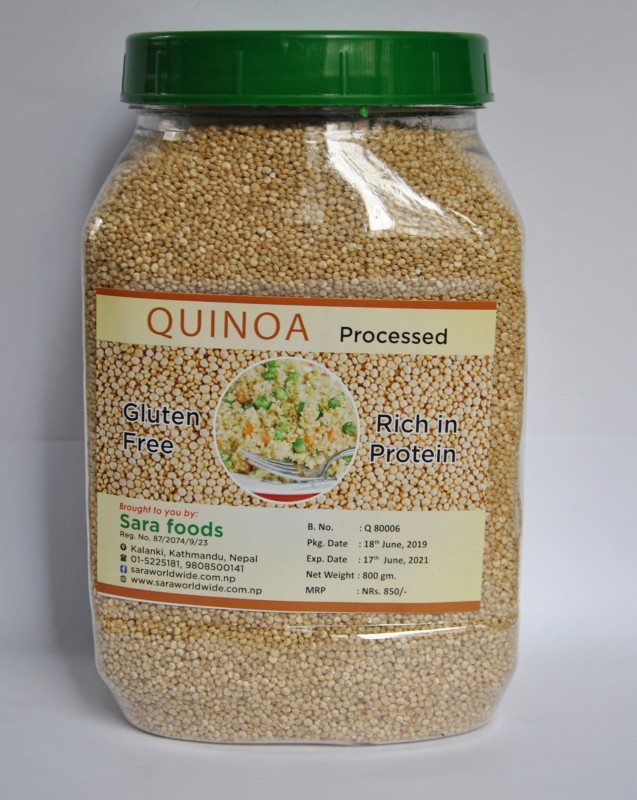 QUINOA Processed
Gluten
Free
Rich in
Protein
Brought to you by:
Sara foods
Reg. No. 87/2074/9/23
Kalanki, Kathmandu, Nepal
01-5225181, 9808500141
saraworldwide.com.np
www.saraworldwide.com.np
B. No. : Q 80006
Pkg. Date : 18th June, 2019
Exp. Date : 17th June, 2021
Net Weight : 800 gm.
MRP : NRs. 850/-